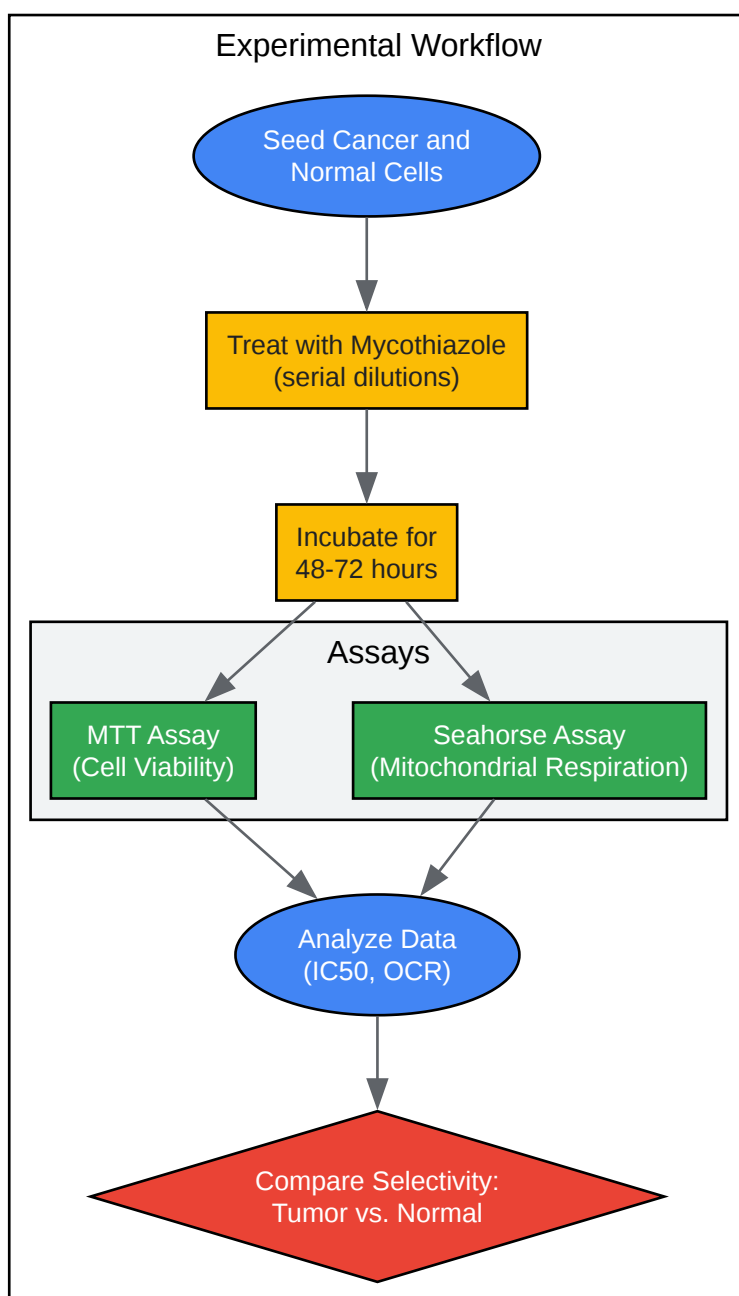 Experimental Workflow
Seed Cancer and
Normal Cells
Treat with Mycothiazole
(serial dilutions)
Incubate for
48-72 hours
Assays
MTT Assay
(Cell Viability)
Seahorse Assay
(Mitochondrial Respiration)
Analyze Data
(IC50, OCR)
Compare Selectivity:
Tumor vs. Normal